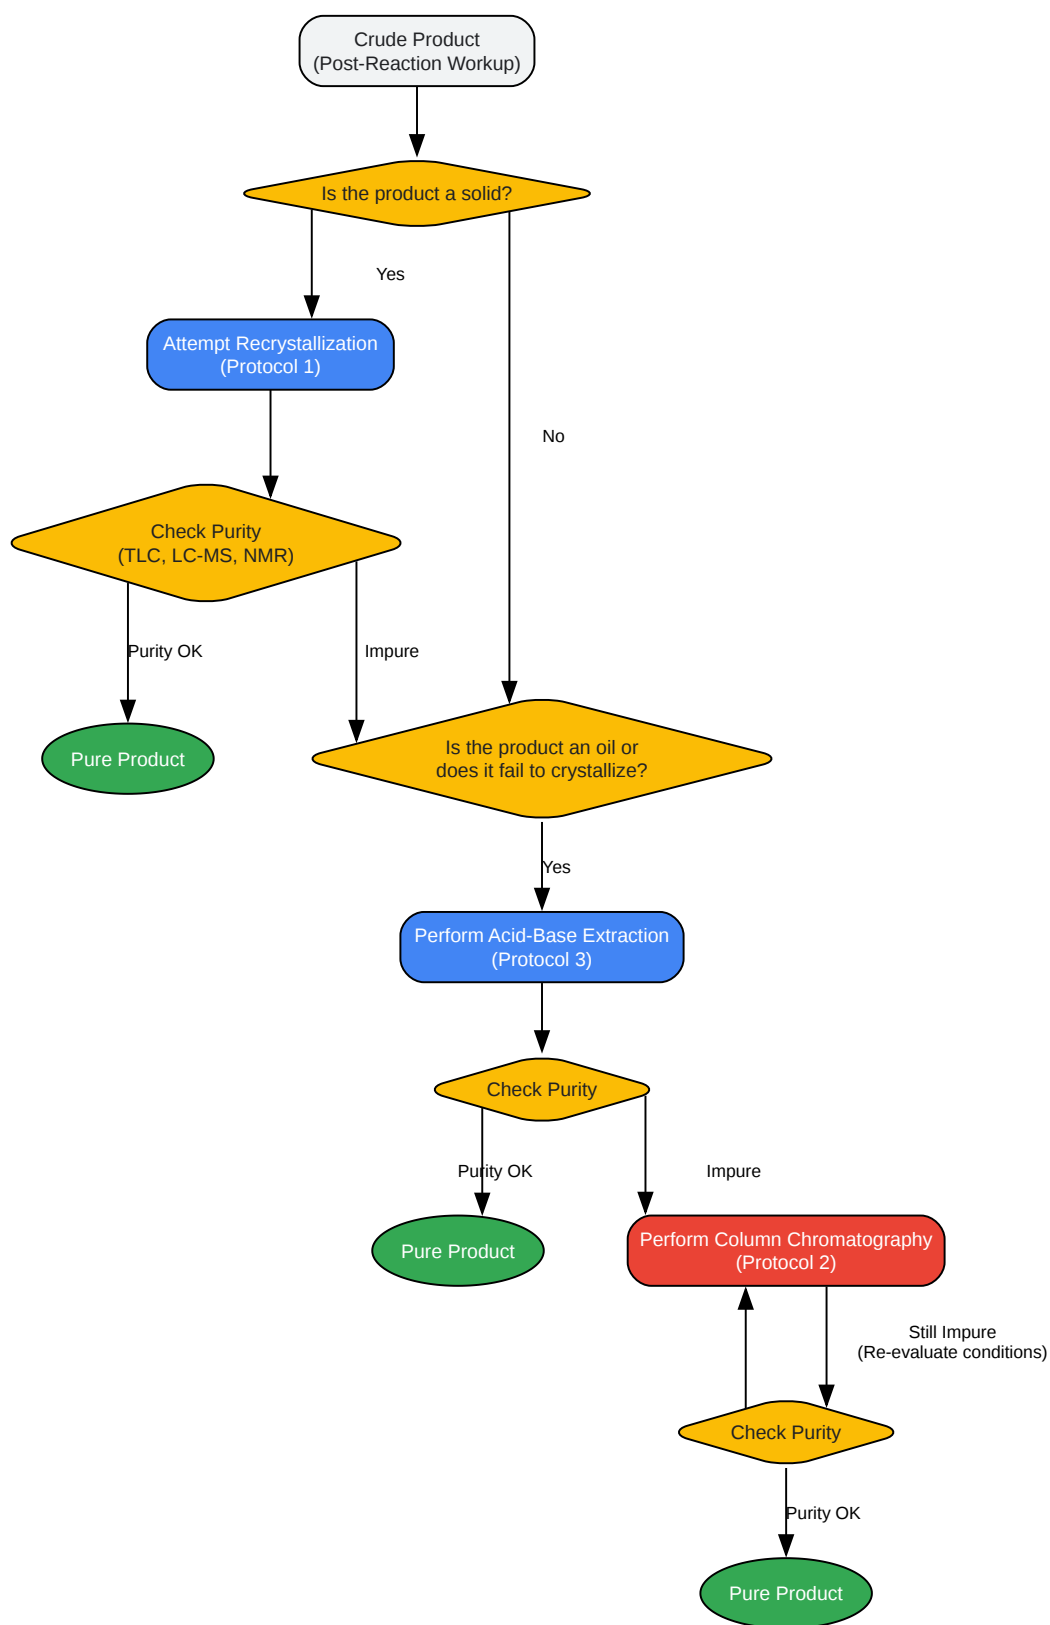 Crude Product
(Post-Reaction Workup)
Is the product a solid?
Yes
Attempt Recrystallization
(Protocol 1)
No
Check Purity
(TLC, LC-MS, NMR)
Purity OK
Impure
Pure Product
Is the product an oil or
does it fail to crystallize?
Yes
Perform Acid-Base Extraction
(Protocol 3)
Check Purity
Purity OK
Impure
Pure Product
Perform Column Chromatography
(Protocol 2)
Still Impure
(Re-evaluate conditions)
Check Purity
Purity OK
Pure Product